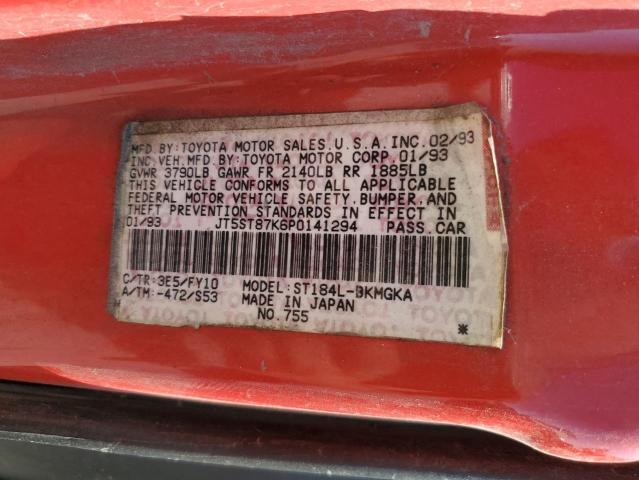 MFD.BY:TOYOTA MOTOR SALES,U.S.A.INC.02/93
INC.VEH.MFD.BY:TOYOTA MOTOR CORP.01/93
GVWR 3790LB GAWR FR 2140LB RR 1885LB
THIS VEHICLE CONFORMS TO ALL APPLICABLE
FEDERAL MOTOR VEHICLE SAFETY,BUMPER,AND
THEFT PREVENTION STANDARDS IN EFFECT IN
01/93 JT5ST87K6P0141294 PASS.CAR
C/TR:3E5/FY10 MODEL:ST184L-BKMGKA
A/TM:-472/S53 MADE IN JAPAN
NO.755